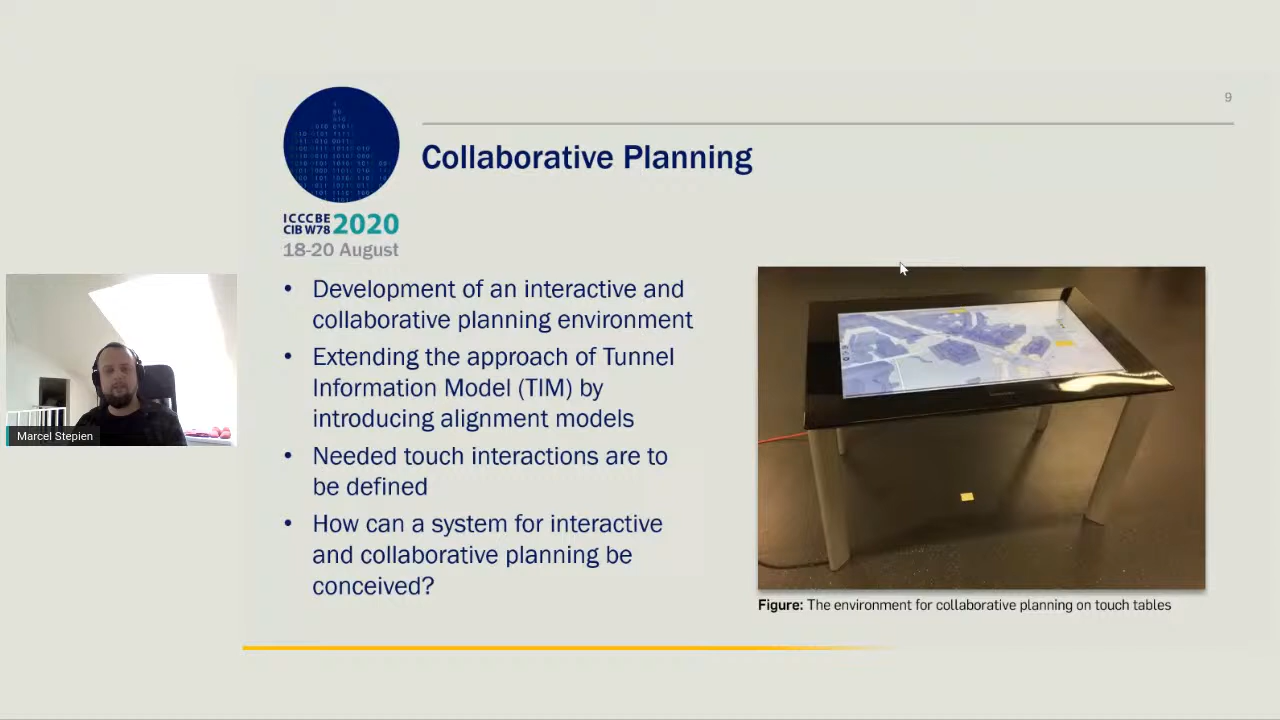 9
Collaborative Planning
ICCCBE
CIB W78
2020
18-20 August
• Development of an interactive and
collaborative planning environment
• Extending the approach of Tunnel
Information Model (TIM) by
introducing alignment models
• Needed touch interactions are to
be defined
• How can a system for interactive
and collaborative planning be
conceived?
Marcel Stepien
Figure: The environment for collaborative planning on touch tables